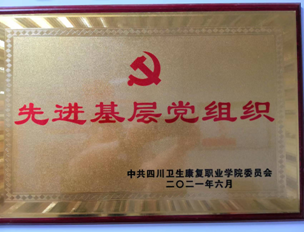 先进基层党组织
中共四川卫生康复职业学院委员会
二〇二一年六月